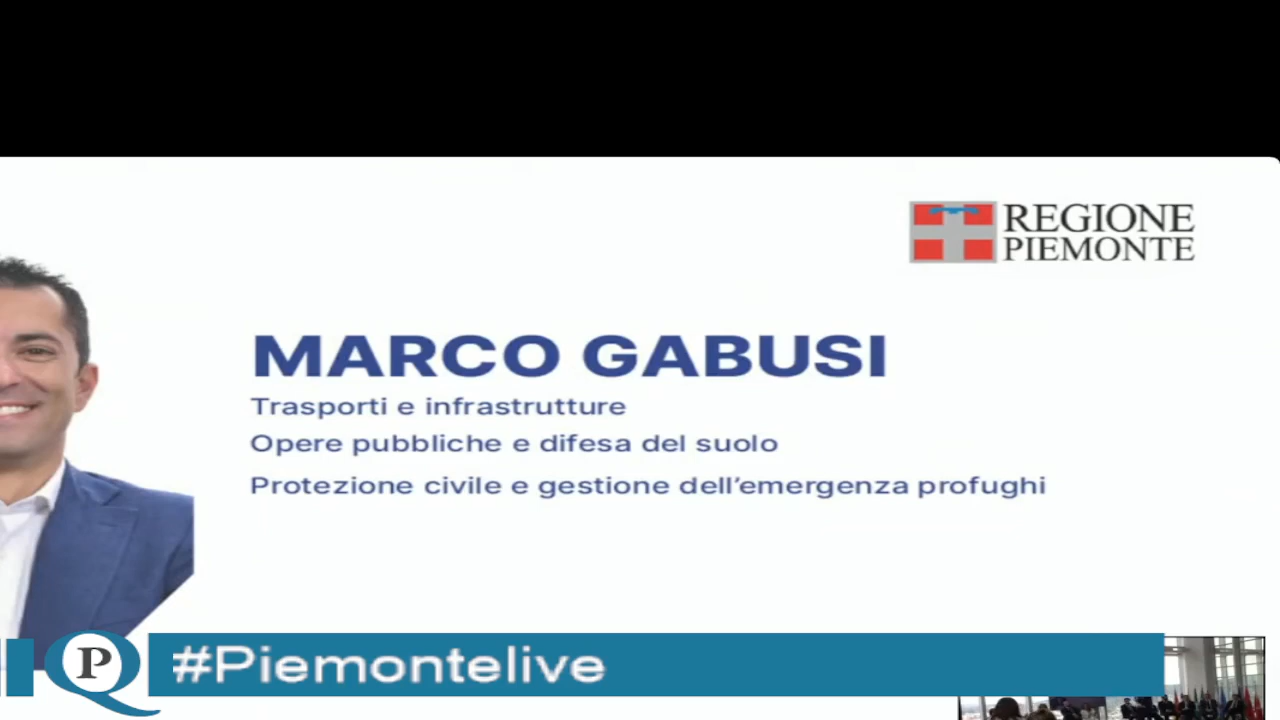 REGIONE
PIEMONTE
MARCO GABUSI
Trasporti e infrastrutture
Opere pubbliche e difesa del suolo
Protezione civile e gestione dell’emergenza profughi
P
#Piemontelive